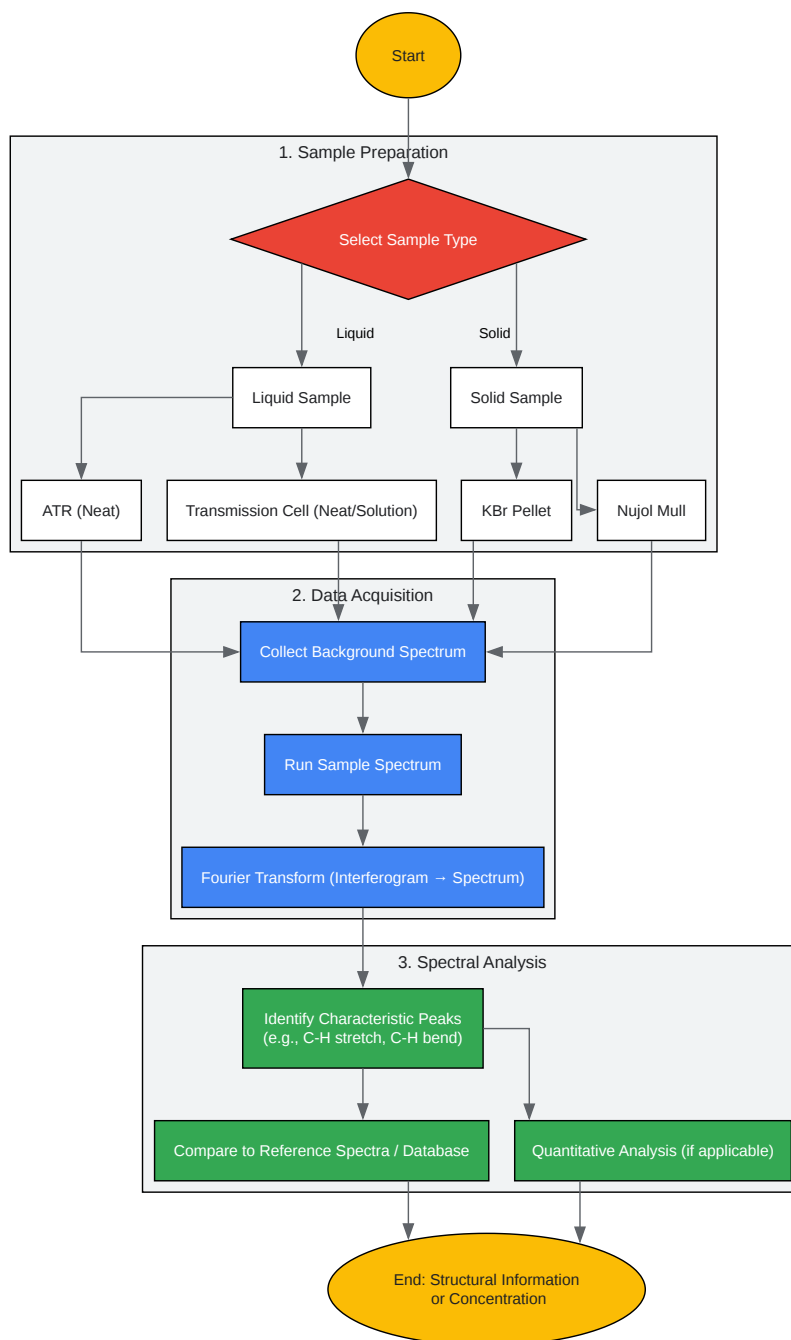 Start
1. Sample Preparation
Select Sample Type
Liquid
Solid
Liquid Sample
Solid Sample
ATR (Neat)
Transmission Cell (Neat/Solution)
KBr Pellet
Nujol Mull
2. Data Acquisition
Collect Background Spectrum
Run Sample Spectrum
Fourier Transform (Interferogram → Spectrum)
3. Spectral Analysis
Identify Characteristic Peaks
(e.g., C-H stretch, C-H bend)
Compare to Reference Spectra / Database
Quantitative Analysis (if applicable)
End: Structural Information
or Concentration